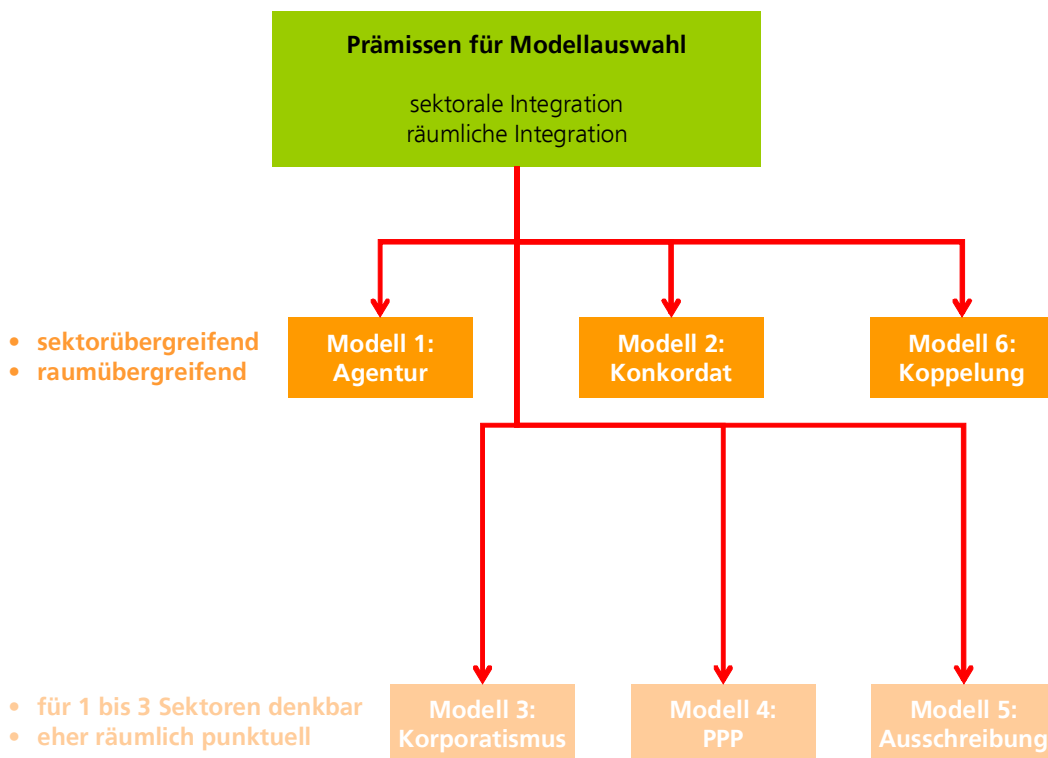 Prämissen für Modellauswahl
sektorale Integration
räumliche Integration
• sektorübergreifend
• raumübergreifend
Modell 1:
Agentur
Modell 2:
Konkordat
Modell 6:
Koppelung
• für 1 bis 3 Sektoren denkbar
• eher räumlich punktuell
Modell 3:
Korporatismus
Modell 4:
PPP
Modell 5:
Ausschreibung